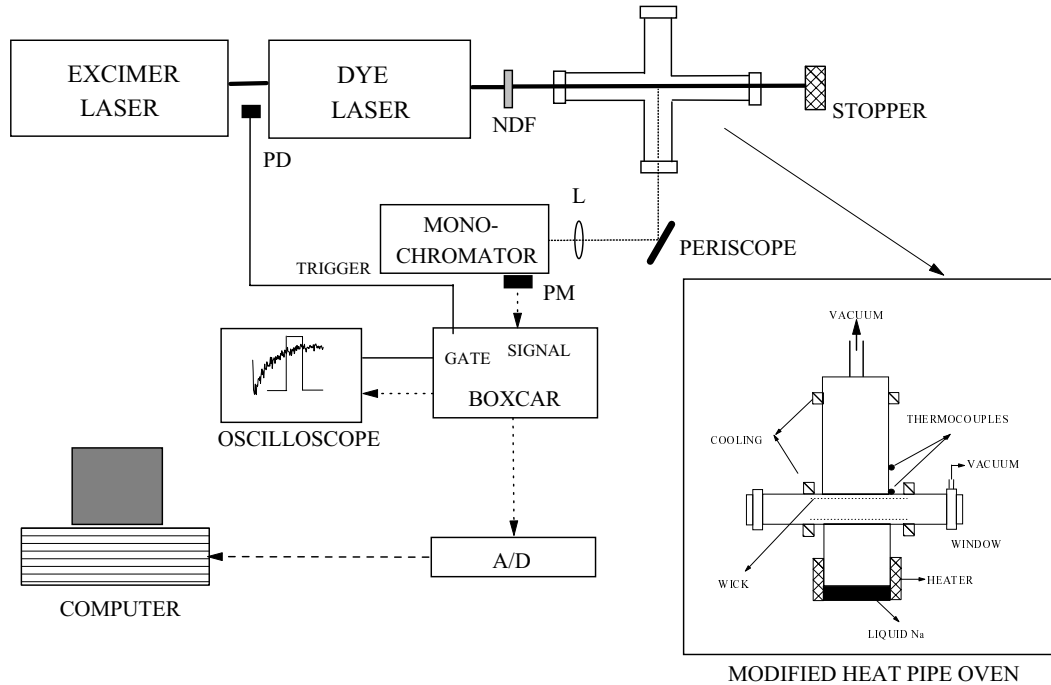 EXCIMER
LASER
DYE
LASER
NDF
STOPPER
PD
L
MONO-
CHROMATOR
PERISCOPE
TRIGGER
PM
GATE
SIGNAL
BOXCAR
OSCILLOSCOPE
A/D
COMPUTER
VACUUM
COOLING
THERMOCOUPLES
VACUUM
WINDOW
WICK
HEATER
LIQUID Na
MODIFIED HEAT PIPE OVEN